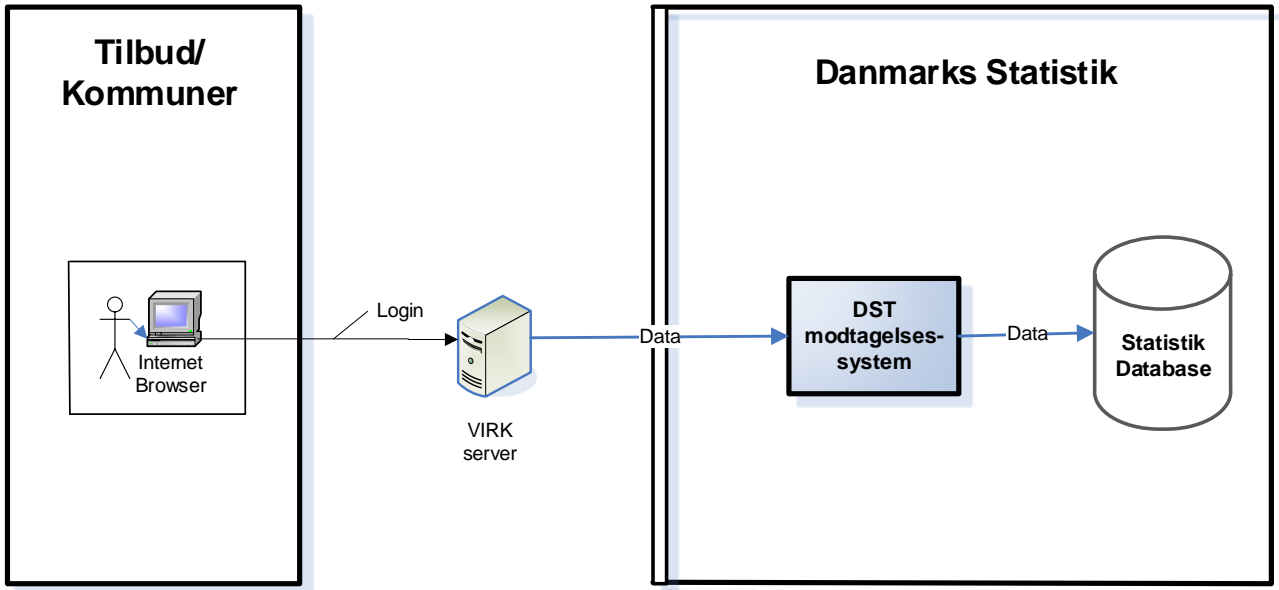 Tilbud/
Kommuner
Danmarks Statistik
Login
Internet
Browser
VIRK
server
Data
DST
modtagelses-
system
Data
Statistik
Database